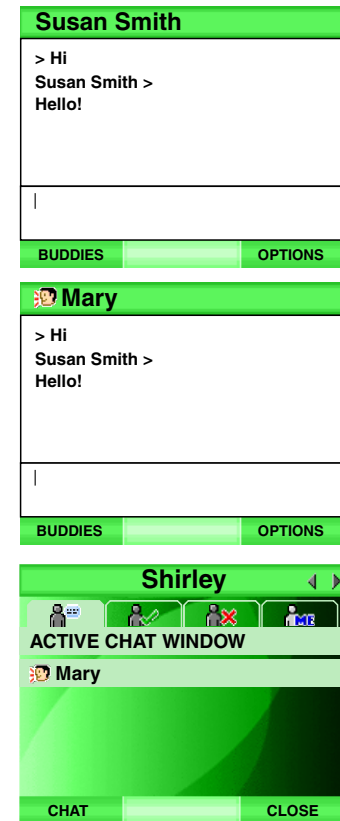 Susan Smith
> Hi
Susan Smith >
Hello!
|
BUDDIES OPTIONS
Mary
> Hi
Susan Smith >
Hello!
|
BUDDIES OPTIONS
Shirley
ME
ACTIVE CHAT WINDOW
Mary
CHAT CLOSE